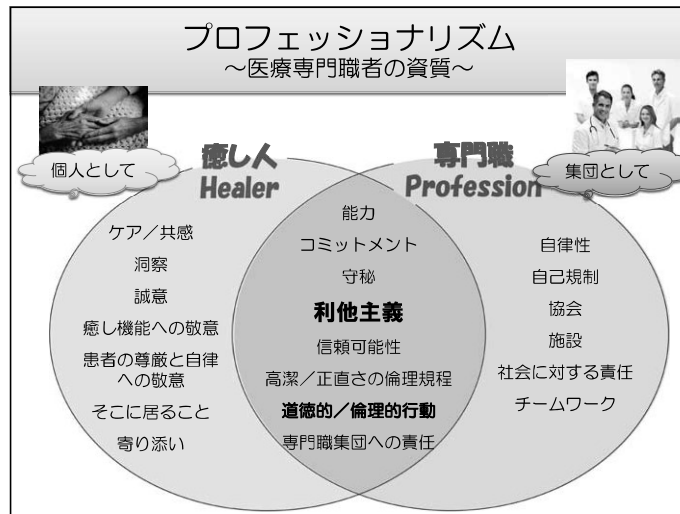 プロフェッショナリズム
～医療専門職者の資質～
個人として
癒し人
Healer
専門職
Profession
集団として
ケア／共感
洞察
誠意
癒し機能への敬意
患者の尊厳と自律
への敬意
そこに居ること
寄り添い
能力
コミットメント
守秘
利他主義
信頼可能性
高潔／正直さの倫理規程
道徳的／倫理的行動
専門職集団への責任
自律性
自己規制
協会
施設
社会に対する責任
チームワーク